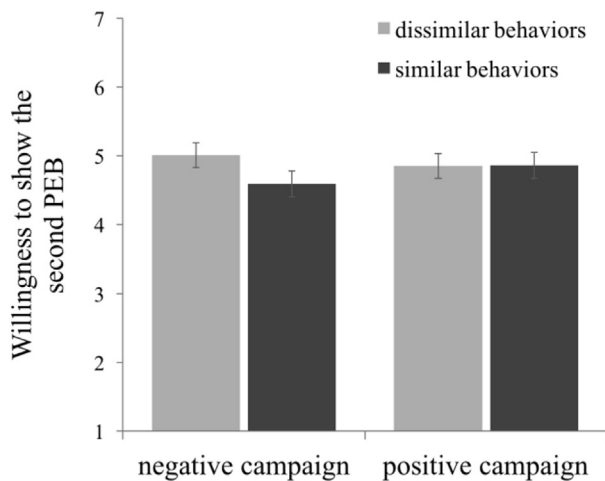 7
dissimilar behaviors
similar behaviors
6
5
4
3
2
1
Willingness to show the
second PEB
negative campaign
positive campaign